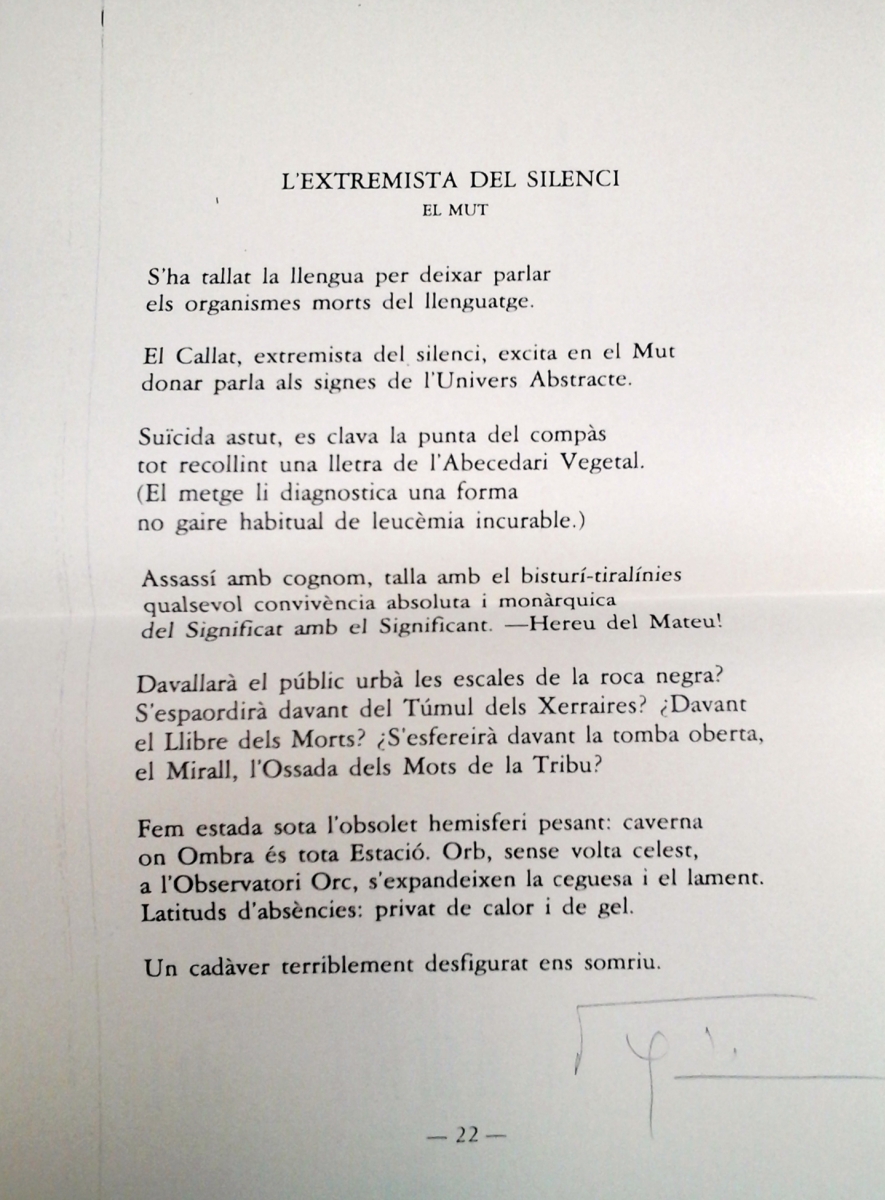 L'EXTREMISTA DEL SILENCI
EL MUT
S'ha tallat la llengua per deixar parlar
els organismes morts del llenguatge.
El Callat, extremista del silenci, excita en el Mut
donar parla als signes de l'Univers Abstracte.
Suïcida astut, es clava la punta del compàs
tot recollint una lletra de l'Abecedari Vegetal.
(El metge li diagnostica una forma
no gaire habitual de leucèmia incurable.)
Assassí amb cognom, talla amb el bisturí-tiralínies
qualsevol convivència absoluta i monàrquica
del Significat amb el Significant. —Hereu del Mateu!
Davallarà el públic urbà les escales de la roca negra?
S'espaordirà davant del Túmul dels Xerraires? ¿Davant
el Llibre dels Morts? ¿S'esfereirà davant la tomba oberta,
el Mirall, l'Ossada dels Mots de la Tribu?
Fem estada sota l'obsolet hemisferi pesant: caverna
on Ombra és tota Estació. Orb, sense volta celest,
a l'Observatori Orc, s'expandeixen la ceguesa i el lament.
Latituds d'absències: privat de calor i de gel.
Un cadàver terriblement desfigurat ens somriu.
— 22 —